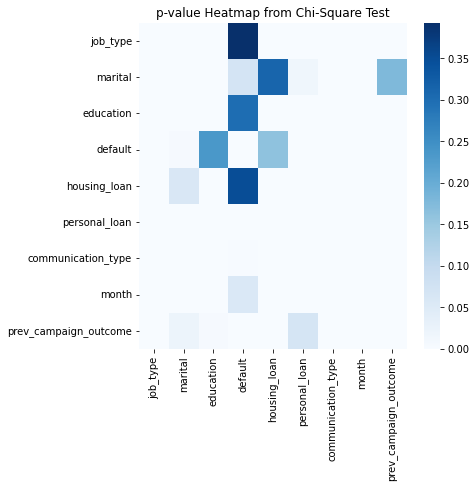 p-value Heatmap from Chi-Square Test
job_type
marital
education
default
housing_loan
personal_loan
communication_type
month
prev_campaign_outcome
job_type
marital
education
default
housing_loan
personal_loan
communication_type
month
prev_campaign_outcome
0.35
0.30
0.25
0.20
0.15
0.10
0.05
0.00